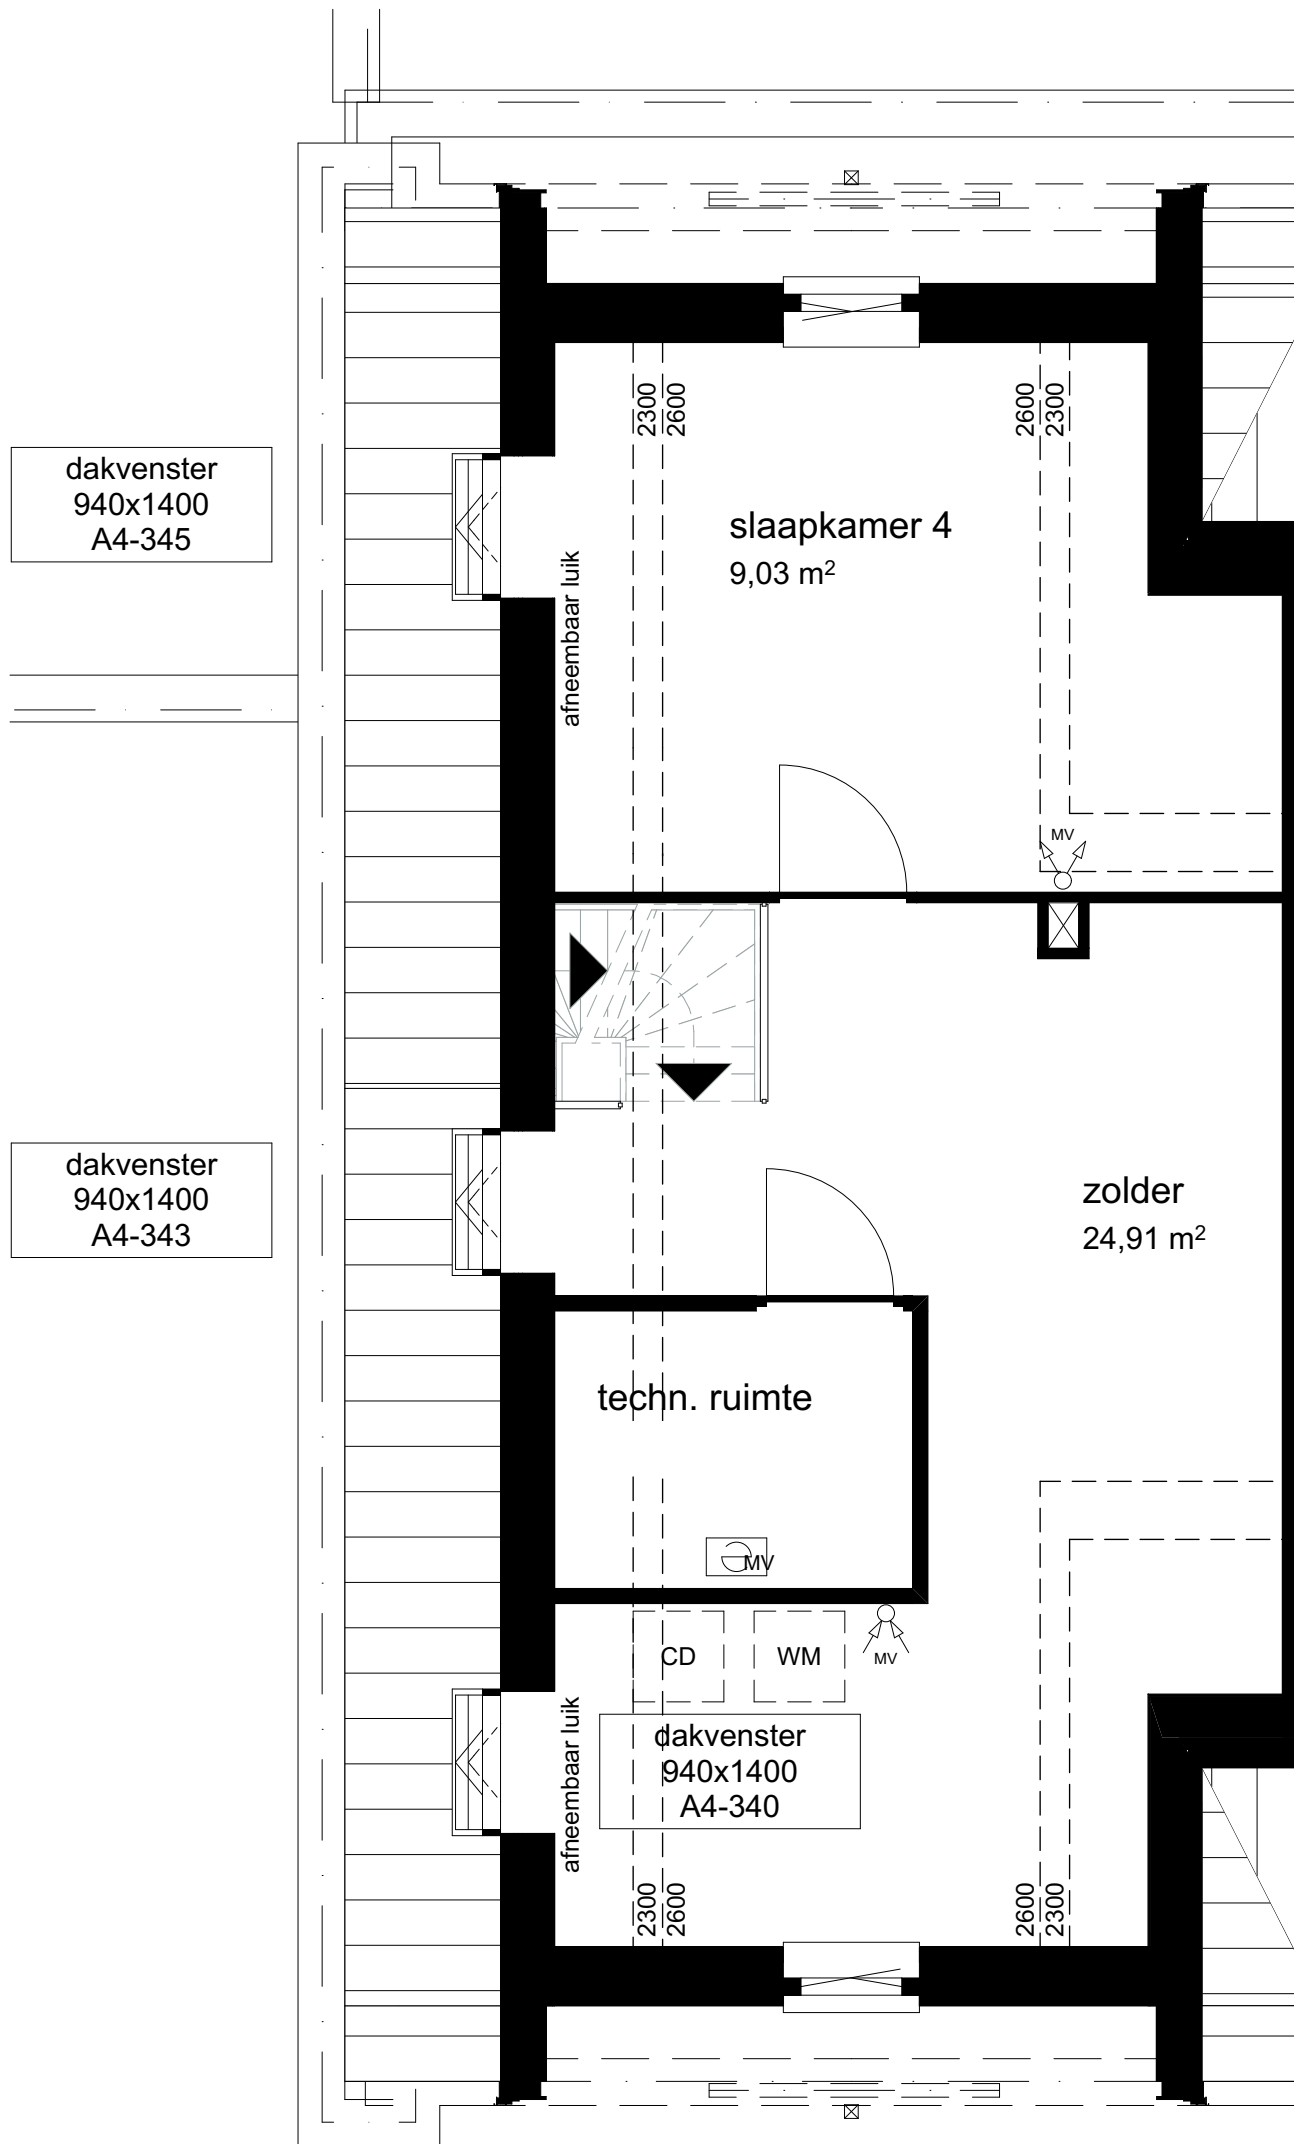 2300
2600
2600
2300
dakvenster
940x1400
A4-345
slaapkamer 4
9,03 m²
afneembaar luik
MV
dakvenster
940x1400
A4-343
zolder
24,91 m²
techn. ruimte
MV
CD
WM
MV
afneembaar luik
dakvenster
940x1400
A4-340
2300
2600
2600
2300